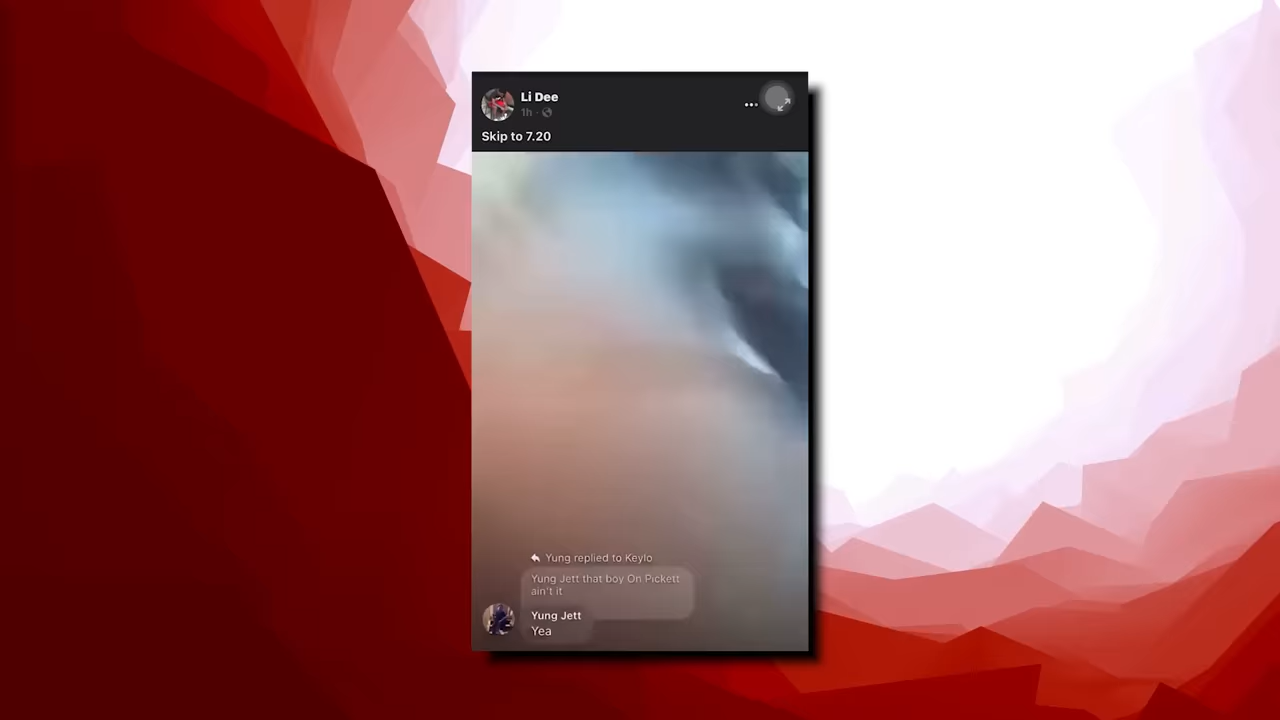 Li Dee
1h ·
Skip to 7.20
Yung replied to Keylo
Yung Jett that boy On Pickett
ain't it
Yung Jett
Yea